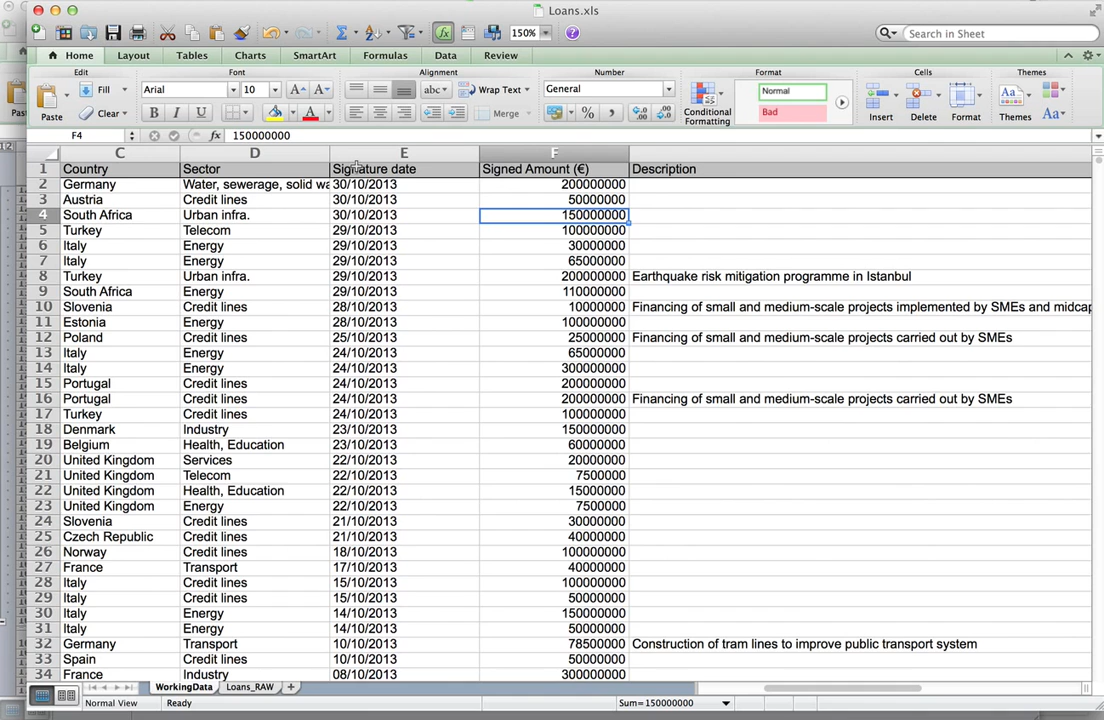 Loans.xls
150%
Search in Sheet
Home Layout Tables Charts SmartArt Formulas Data Review
Edit Font Alignment Number Format Cells Themes
Fill Arial 10 abc Wrap Text General Normal
Paste Clear B I U A Merge % Conditional Formatting Bad Insert Delete Format Themes Aa
F4 fx 150000000
C D E F
1 Country Sector Signature date Signed Amount (€) Description
2 Germany Water, sewerage, solid wa 30/10/2013 200000000
3 Austria Credit lines 30/10/2013 50000000
4 South Africa Urban infra. 30/10/2013 150000000
5 Turkey Telecom 29/10/2013 100000000
6 Italy Energy 29/10/2013 30000000
7 Italy Energy 29/10/2013 65000000
8 Turkey Urban infra. 29/10/2013 200000000 Earthquake risk mitigation programme in Istanbul
9 South Africa Energy 29/10/2013 110000000
10 Slovenia Credit lines 28/10/2013 10000000 Financing of small and medium-scale projects implemented by SMEs and midcap
11 Estonia Energy 28/10/2013 100000000
12 Poland Credit lines 25/10/2013 25000000 Financing of small and medium-scale projects carried out by SMEs
13 Italy Energy 24/10/2013 65000000
14 Italy Energy 24/10/2013 300000000
15 Portugal Credit lines 24/10/2013 200000000
16 Portugal Credit lines 24/10/2013 200000000 Financing of small and medium-scale projects carried out by SMEs
17 Turkey Credit lines 24/10/2013 100000000
18 Denmark Industry 23/10/2013 150000000
19 Belgium Health, Education 23/10/2013 60000000
20 United Kingdom Services 22/10/2013 20000000
21 United Kingdom Telecom 22/10/2013 7500000
22 United Kingdom Health, Education 22/10/2013 15000000
23 United Kingdom Energy 22/10/2013 7500000
24 Slovenia Credit lines 21/10/2013 30000000
25 Czech Republic Credit lines 21/10/2013 40000000
26 Norway Credit lines 18/10/2013 100000000
27 France Transport 17/10/2013 40000000
28 Italy Credit lines 15/10/2013 100000000
29 Italy Credit lines 15/10/2013 50000000
30 Italy Energy 14/10/2013 150000000
31 Italy Energy 14/10/2013 50000000
32 Germany Transport 10/10/2013 78500000 Construction of tram lines to improve public transport system
33 Spain Credit lines 10/10/2013 50000000
34 France Industry 08/10/2013 300000000
WorkingData Loans_RAW
Normal View Ready Sum=150000000